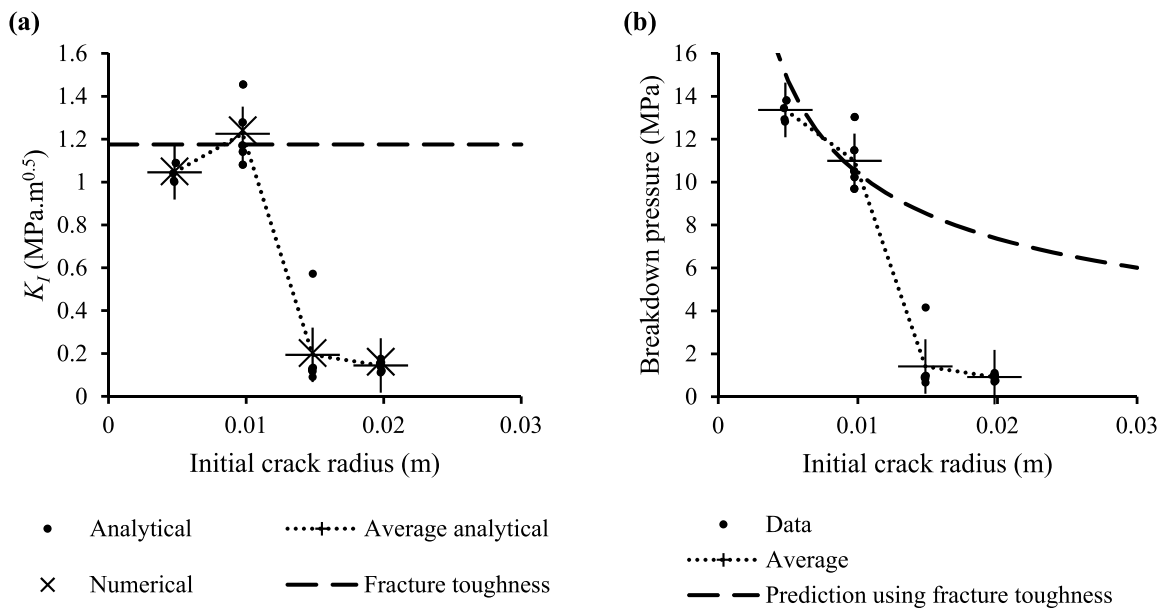 (a)
1.6
1.4
1.2
1
0.8
0.6
0.4
0.2
0
K_I (MPa.m^0.5)
0 0.01 0.02 0.03
Initial crack radius (m)
Analytical
Average analytical
Numerical
Fracture toughness
(b)
16
14
12
10
8
6
4
2
0
Breakdown pressure (MPa)
0 0.01 0.02 0.03
Initial crack radius (m)
Data
Average
Prediction using fracture toughness